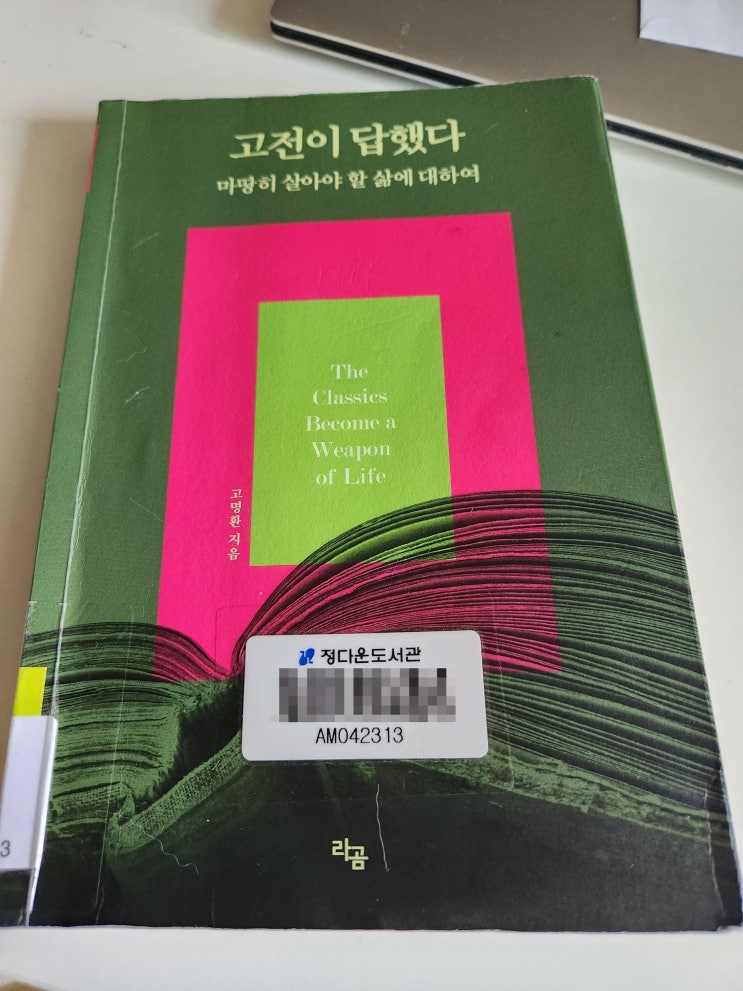 고전이 답했다
마땅히 살아야 할 삶에 대하여
The
Classics
Become a
Weapon
of Life
고명환 지음
정다운도서관
AM042313
라곰
3